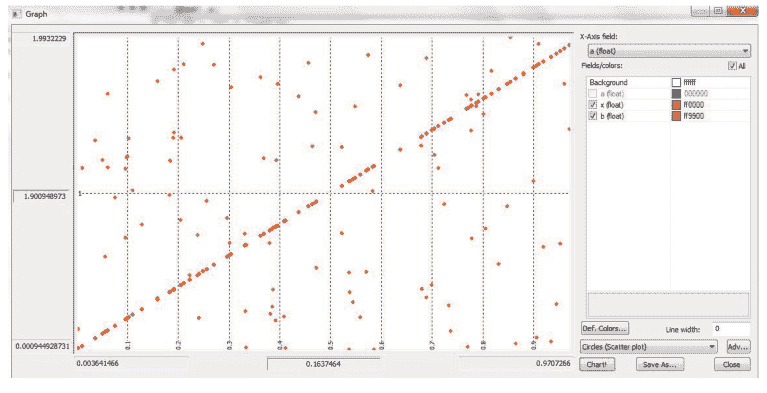 Graph
1.9932229
X-Axis field:
a (float)
Fields/colors:
All
Background
ffffff
a (float)
000000
x (float)
ff0000
b (float)
ff9900
1.900948973
1
Def. Colors...
Line width:
0
0.000944928731
0.1
0.2
0.3
0.4
0.5
0.6
0.7
0.8
0.9
Circles (Scatter plot)
Adv...
0.003641466
0.1637464
0.9707266
Chart!
Save As...
Close